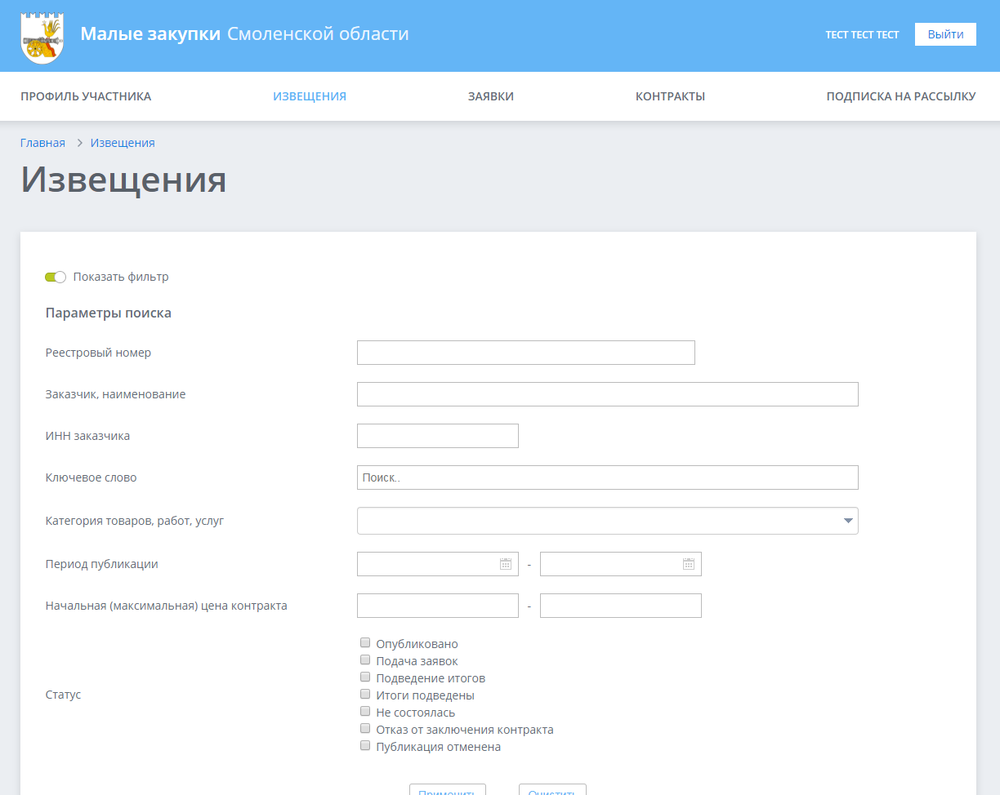 Малые закупки Смоленской области
ТЕСТ ТЕСТ ТЕСТ
Выйти
ПРОФИЛЬ УЧАСТНИКА
ИЗВЕЩЕНИЯ
ЗАЯВКИ
КОНТРАКТЫ
ПОДПИСКА НА РАССЫЛКУ
Главная > Извещения
Извещения
Показать фильтр
Параметры поиска
Реестровый номер
Заказчик, наименование
ИНН заказчика
Ключевое слово
Поиск..
Категория товаров, работ, услуг
Период публикации
-
Начальная (максимальная) цена контракта
-
Статус
Опубликовано
Подача заявок
Подведение итогов
Итоги подведены
Не состоялась
Отказ от заключения контракта
Публикация отменена
Применить
Очистить